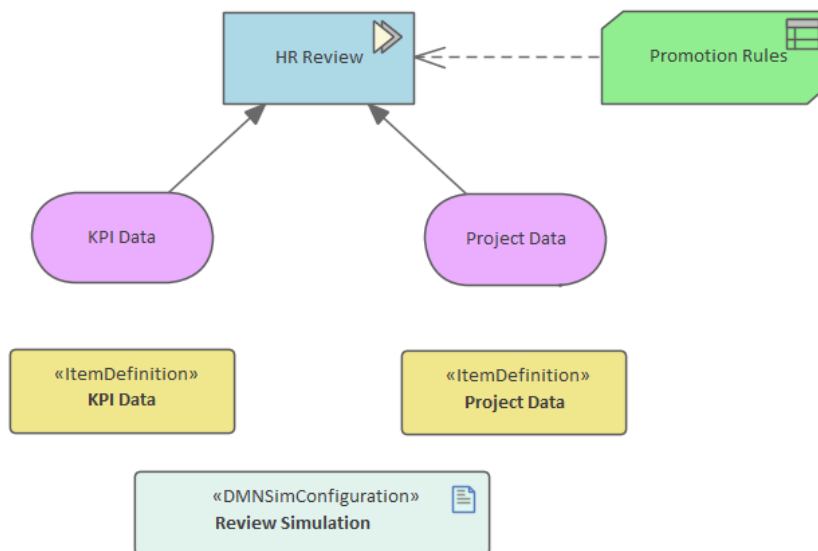 HR Review
Promotion Rules
KPI Data
Project Data
«ItemDefinition»
KPI Data
«ItemDefinition»
Project Data
«DMNSimConfiguration»
Review Simulation